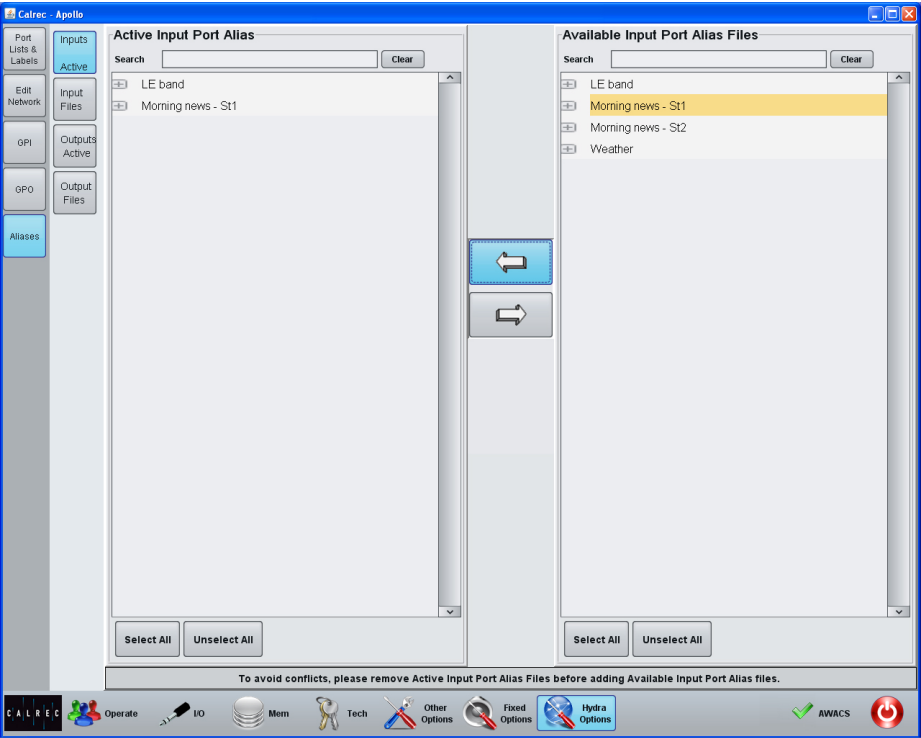 Calrec - Apollo
Port
Lists &
Labels
Edit
Network
GPI
GPO
Aliases
Inputs
Active
Input
Files
Outputs
Active
Output
Files
Active Input Port Alias
Search
Clear
LE band
Morning news - St1
Select All
Unselect All
Available Input Port Alias Files
Search
Clear
LE band
Morning news - St1
Morning news - St2
Weather
Select All
Unselect All
To avoid conflicts, please remove Active Input Port Alias Files before adding Available Input Port Alias files.
CALREC
Operate
I/O
Mem
Tech
Other
Options
Fixed
Options
Hydra
Options
AWACS